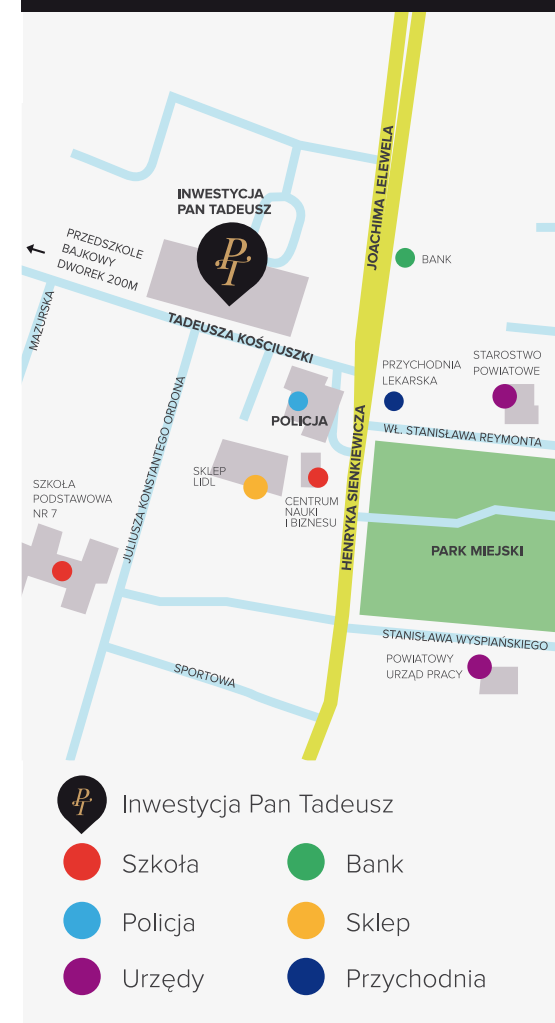 JOACHIMA LELEWELA
INWESTYCJA
PAN TADEUSZ
PT
PRZEDSZKOLE
BAJKOWY
DWOREK 200M
BANK
MAZURSKA
TADEUSZA KOŚCIUSZKI
STAROSTWO
POWIATOWE
PRZYCHODNIA
LEKARSKA
POLICJA
WŁ. STANISŁAWA REYMONTA
JULIUSZA KONSTANTEGO ORDONA
HENRYKA SIENKIEWICZA
SKLEP
LIDL
SZKOŁA
PODSTAWOWA
NR 7
CENTRUM
NAUKI
I BIZNESU
PARK MIEJSKI
STANISŁAWA WYSPIAŃSKIEGO
POWIATOWY
URZĄD PRACY
SPORTOWA
PT
Inwestycja Pan Tadeusz
Szkoła
Bank
Policja
Sklep
Urzędy
Przychodnia